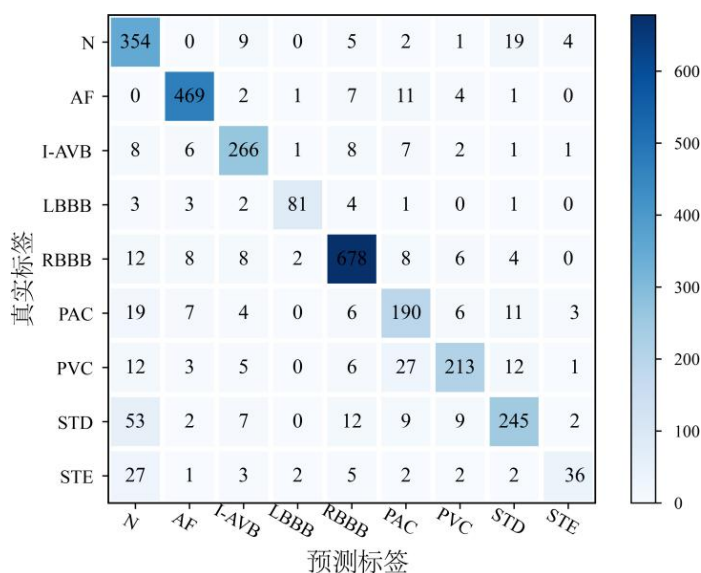 N 354 0 9 0 5 2 1 19 4
AF 0 469 2 1 7 11 4 1 0
I-AVB 8 6 266 1 8 7 2 1 1
LBBB 3 3 2 81 4 1 0 1 0
RBBB 12 8 8 2 678 8 6 4 0
PAC 19 7 4 0 6 190 6 11 3
PVC 12 3 5 0 6 27 213 12 1
STD 53 2 7 0 12 9 9 245 2
STE 27 1 3 2 5 2 2 2 36
N AF I-AVB LBBB RBBB PAC PVC STD STE
真实标签
预测标签
600
500
400
300
200
100
0